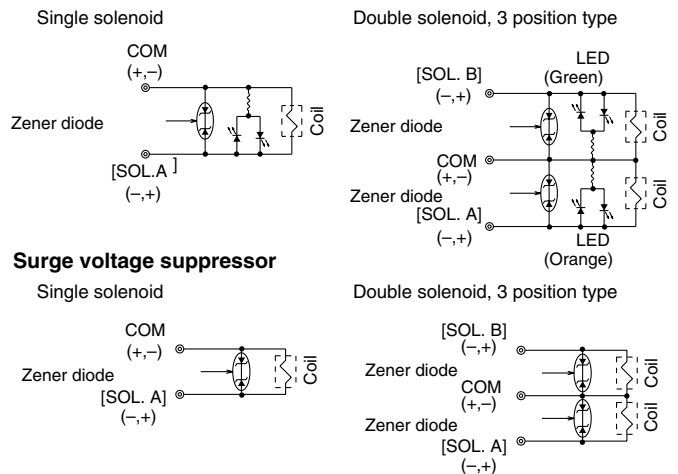 Single solenoid
COM
(+,–)
Zener diode
[SOL.A ]
(–,+)
Coil
Double solenoid, 3 position type
[SOL. B]
(–,+)
LED
(Green)
Zener diode
Coil
COM
(+,–)
Zener diode
[SOL. A]
(–,+)
Coil
LED
(Orange)
Surge voltage suppressor
Single solenoid
COM
(+,–)
Zener diode
[SOL. A]
(–,+)
Coil
Double solenoid, 3 position type
[SOL. B]
(–,+)
Zener diode
Coil
COM
(+,–)
Zener diode
Coil
[SOL. A]
(–,+)